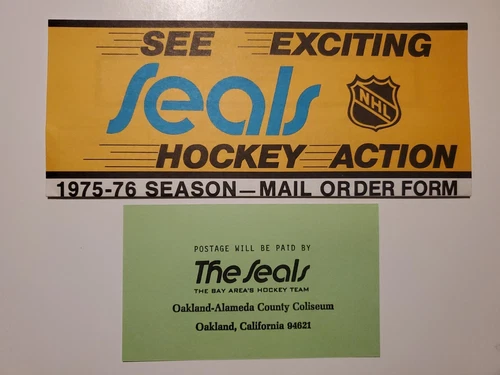 SEE EXCITING
Seals
NHL
HOCKEY ACTION
1975-76 SEASON—MAIL ORDER FORM
POSTAGE WILL BE PAID BY
The Seals
THE BAY AREA'S HOCKEY TEAM
Oakland-Alameda County Coliseum
Oakland, California 94621